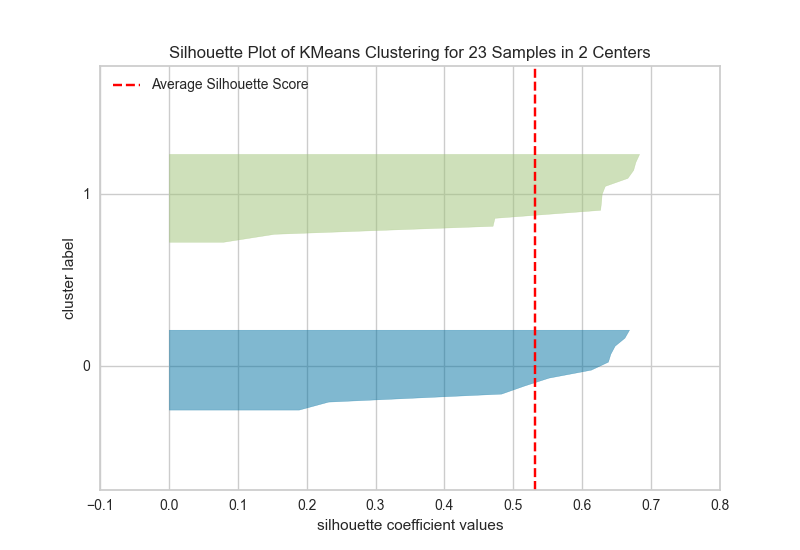 Silhouette Plot of KMeans Clustering for 23 Samples in 2 Centers
Average Silhouette Score
1
0
cluster label
−0.1 0.0 0.1 0.2 0.3 0.4 0.5 0.6 0.7 0.8
silhouette coefficient values